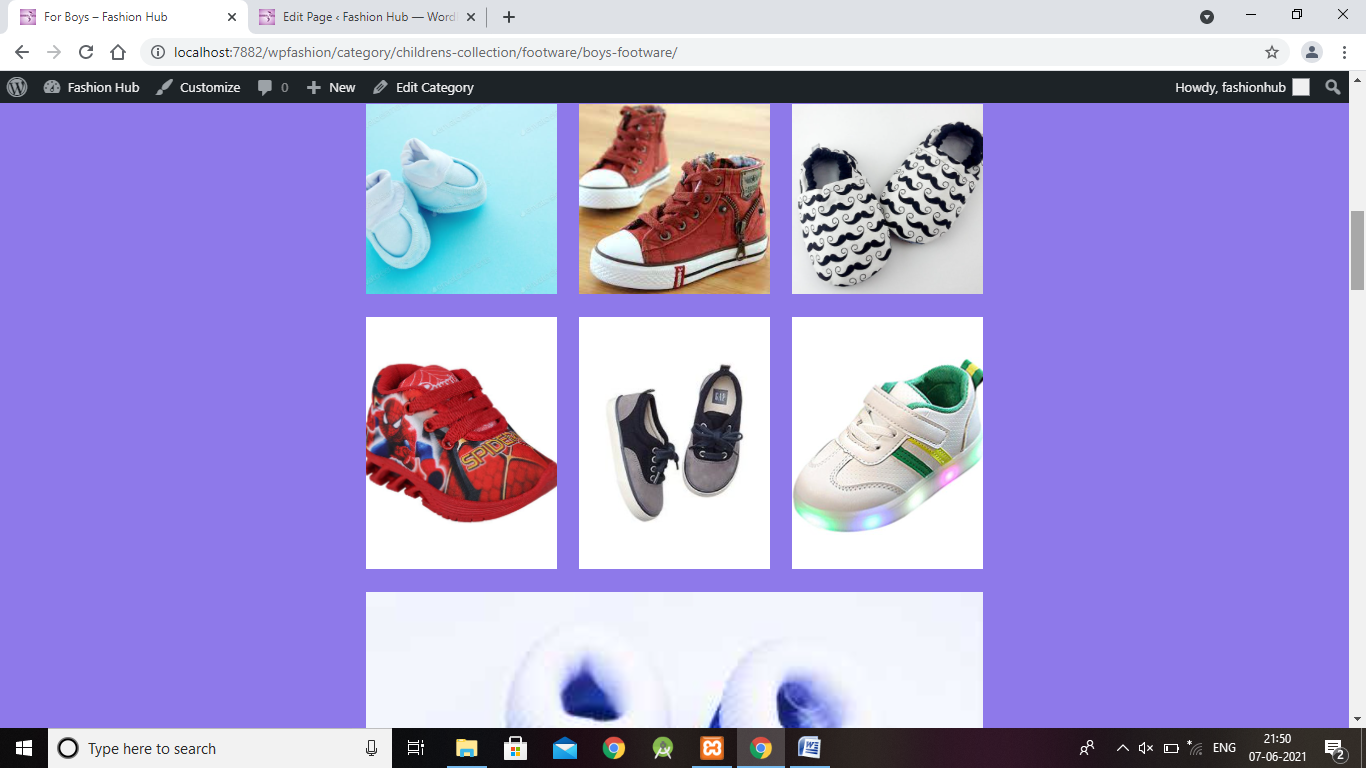 For Boys – Fashion Hub
Edit Page ‹ Fashion Hub — Word
localhost:7882/wpfashion/category/childrens-collection/footware/boys-footware/
Fashion Hub
Customize
0
New
Edit Category
Howdy, fashionhub
SPIDER
GAP
Type here to search
ENG
21:50
07-06-2021
2